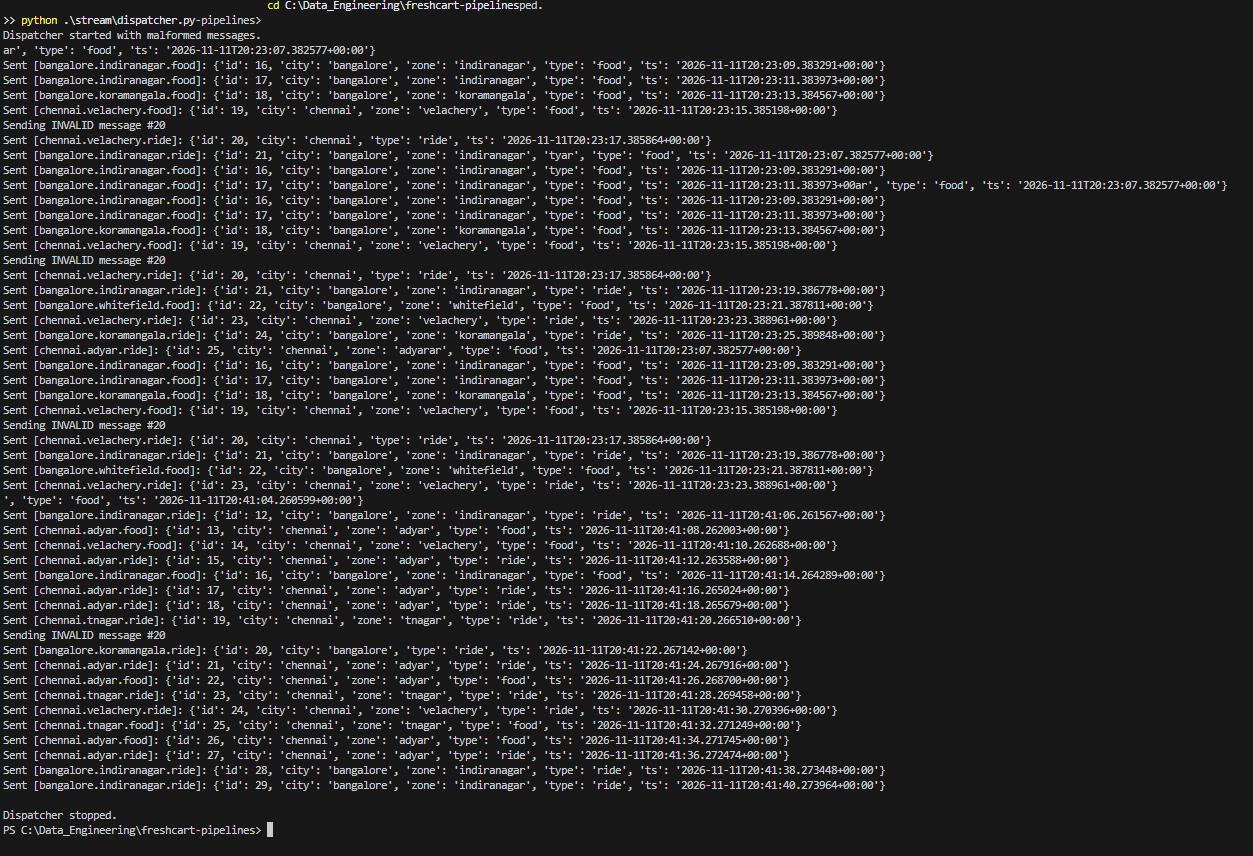 cd C:\Data_Engineering\freshcart-pipelinesped.
>> python .\stream\dispatcher.py-pipelines>
Dispatcher started with malformed messages.
ar', 'type': 'food', 'ts': '2026-11-11T20:23:07.382577+00:00'}
Sent [bangalore.indiranagar.food]: {'id': 16, 'city': 'bangalore', 'zone': 'indiranagar', 'type': 'food', 'ts': '2026-11-11T20:23:09.383291+00:00'}
Sent [bangalore.indiranagar.food]: {'id': 17, 'city': 'bangalore', 'zone': 'indiranagar', 'type': 'food', 'ts': '2026-11-11T20:23:11.383973+00:00'}
Sent [bangalore.koramangala.food]: {'id': 18, 'city': 'bangalore', 'zone': 'koramangala', 'type': 'food', 'ts': '2026-11-11T20:23:13.384567+00:00'}
Sent [chennai.velachery.food]: {'id': 19, 'city': 'chennai', 'zone': 'velachery', 'type': 'food', 'ts': '2026-11-11T20:23:15.385198+00:00'}
Sending INVALID message #20
Sent [chennai.velachery.ride]: {'id': 20, 'city': 'chennai', 'type': 'ride', 'ts': '2026-11-11T20:23:17.385864+00:00'}
Sent [bangalore.indiranagar.ride]: {'id': 21, 'city': 'bangalore', 'zone': 'indiranagar', 'tyar', 'type': 'food', 'ts': '2026-11-11T20:23:07.382577+00:00'}
Sent [bangalore.indiranagar.food]: {'id': 16, 'city': 'bangalore', 'zone': 'indiranagar', 'type': 'food', 'ts': '2026-11-11T20:23:09.383291+00:00'}
Sent [bangalore.indiranagar.food]: {'id': 17, 'city': 'bangalore', 'zone': 'indiranagar', 'type': 'food', 'ts': '2026-11-11T20:23:11.383973+00ar', 'type': 'food', 'ts': '2026-11-11T20:23:07.382577+00:00'}
Sent [bangalore.indiranagar.food]: {'id': 16, 'city': 'bangalore', 'zone': 'indiranagar', 'type': 'food', 'ts': '2026-11-11T20:23:09.383291+00:00'}
Sent [bangalore.indiranagar.food]: {'id': 17, 'city': 'bangalore', 'zone': 'indiranagar', 'type': 'food', 'ts': '2026-11-11T20:23:11.383973+00:00'}
Sent [bangalore.koramangala.food]: {'id': 18, 'city': 'bangalore', 'zone': 'koramangala', 'type': 'food', 'ts': '2026-11-11T20:23:13.384567+00:00'}
Sent [chennai.velachery.food]: {'id': 19, 'city': 'chennai', 'zone': 'velachery', 'type': 'food', 'ts': '2026-11-11T20:23:15.385198+00:00'}
Sending INVALID message #20
Sent [chennai.velachery.ride]: {'id': 20, 'city': 'chennai', 'type': 'ride', 'ts': '2026-11-11T20:23:17.385864+00:00'}
Sent [bangalore.indiranagar.ride]: {'id': 21, 'city': 'bangalore', 'zone': 'indiranagar', 'type': 'ride', 'ts': '2026-11-11T20:23:19.386778+00:00'}
Sent [bangalore.whitefield.food]: {'id': 22, 'city': 'bangalore', 'zone': 'whitefield', 'type': 'food', 'ts': '2026-11-11T20:23:21.387811+00:00'}
Sent [chennai.velachery.ride]: {'id': 23, 'city': 'chennai', 'zone': 'velachery', 'type': 'ride', 'ts': '2026-11-11T20:23:23.388961+00:00'}
Sent [bangalore.koramangala.ride]: {'id': 24, 'city': 'bangalore', 'zone': 'koramangala', 'type': 'ride', 'ts': '2026-11-11T20:23:25.389848+00:00'}
Sent [chennai.adyar.ride]: {'id': 25, 'city': 'chennai', 'zone': 'adyarar', 'type': 'food', 'ts': '2026-11-11T20:23:07.382577+00:00'}
Sent [bangalore.indiranagar.food]: {'id': 16, 'city': 'bangalore', 'zone': 'indiranagar', 'type': 'food', 'ts': '2026-11-11T20:23:09.383291+00:00'}
Sent [bangalore.indiranagar.food]: {'id': 17, 'city': 'bangalore', 'zone': 'indiranagar', 'type': 'food', 'ts': '2026-11-11T20:23:11.383973+00:00'}
Sent [bangalore.koramangala.food]: {'id': 18, 'city': 'bangalore', 'zone': 'koramangala', 'type': 'food', 'ts': '2026-11-11T20:23:13.384567+00:00'}
Sent [chennai.velachery.food]: {'id': 19, 'city': 'chennai', 'zone': 'velachery', 'type': 'food', 'ts': '2026-11-11T20:23:15.385198+00:00'}
Sending INVALID message #20
Sent [chennai.velachery.ride]: {'id': 20, 'city': 'chennai', 'type': 'ride', 'ts': '2026-11-11T20:23:17.385864+00:00'}
Sent [bangalore.indiranagar.ride]: {'id': 21, 'city': 'bangalore', 'zone': 'indiranagar', 'type': 'ride', 'ts': '2026-11-11T20:23:19.386778+00:00'}
Sent [bangalore.whitefield.food]: {'id': 22, 'city': 'bangalore', 'zone': 'whitefield', 'type': 'food', 'ts': '2026-11-11T20:23:21.387811+00:00'}
Sent [chennai.velachery.ride]: {'id': 23, 'city': 'chennai', 'zone': 'velachery', 'type': 'ride', 'ts': '2026-11-11T20:23:23.388961+00:00'}
', 'type': 'food', 'ts': '2026-11-11T20:41:04.260599+00:00'}
Sent [bangalore.indiranagar.ride]: {'id': 12, 'city': 'bangalore', 'zone': 'indiranagar', 'type': 'ride', 'ts': '2026-11-11T20:41:06.261567+00:00'}
Sent [chennai.adyar.food]: {'id': 13, 'city': 'chennai', 'zone': 'adyar', 'type': 'food', 'ts': '2026-11-11T20:41:08.262003+00:00'}
Sent [chennai.velachery.food]: {'id': 14, 'city': 'chennai', 'zone': 'velachery', 'type': 'food', 'ts': '2026-11-11T20:41:10.262688+00:00'}
Sent [chennai.adyar.ride]: {'id': 15, 'city': 'chennai', 'zone': 'adyar', 'type': 'ride', 'ts': '2026-11-11T20:41:12.263588+00:00'}
Sent [bangalore.indiranagar.food]: {'id': 16, 'city': 'bangalore', 'zone': 'indiranagar', 'type': 'food', 'ts': '2026-11-11T20:41:14.264289+00:00'}
Sent [chennai.adyar.ride]: {'id': 17, 'city': 'chennai', 'zone': 'adyar', 'type': 'ride', 'ts': '2026-11-11T20:41:16.265024+00:00'}
Sent [chennai.adyar.ride]: {'id': 18, 'city': 'chennai', 'zone': 'adyar', 'type': 'ride', 'ts': '2026-11-11T20:41:18.265679+00:00'}
Sent [chennai.tnagar.ride]: {'id': 19, 'city': 'chennai', 'zone': 'tnagar', 'type': 'ride', 'ts': '2026-11-11T20:41:20.266510+00:00'}
Sending INVALID message #20
Sent [bangalore.koramangala.ride]: {'id': 20, 'city': 'bangalore', 'type': 'ride', 'ts': '2026-11-11T20:41:22.267142+00:00'}
Sent [chennai.adyar.ride]: {'id': 21, 'city': 'chennai', 'zone': 'adyar', 'type': 'ride', 'ts': '2026-11-11T20:41:24.267916+00:00'}
Sent [chennai.adyar.food]: {'id': 22, 'city': 'chennai', 'zone': 'adyar', 'type': 'food', 'ts': '2026-11-11T20:41:26.268700+00:00'}
Sent [chennai.tnagar.ride]: {'id': 23, 'city': 'chennai', 'zone': 'tnagar', 'type': 'ride', 'ts': '2026-11-11T20:41:28.269458+00:00'}
Sent [chennai.velachery.ride]: {'id': 24, 'city': 'chennai', 'zone': 'velachery', 'type': 'ride', 'ts': '2026-11-11T20:41:30.270396+00:00'}
Sent [chennai.tnagar.food]: {'id': 25, 'city': 'chennai', 'zone': 'tnagar', 'type': 'food', 'ts': '2026-11-11T20:41:32.271249+00:00'}
Sent [chennai.adyar.food]: {'id': 26, 'city': 'chennai', 'zone': 'adyar', 'type': 'food', 'ts': '2026-11-11T20:41:34.271745+00:00'}
Sent [chennai.adyar.ride]: {'id': 27, 'city': 'chennai', 'zone': 'adyar', 'type': 'ride', 'ts': '2026-11-11T20:41:36.272474+00:00'}
Sent [bangalore.indiranagar.ride]: {'id': 28, 'city': 'bangalore', 'zone': 'indiranagar', 'type': 'ride', 'ts': '2026-11-11T20:41:38.273448+00:00'}
Sent [bangalore.indiranagar.ride]: {'id': 29, 'city': 'bangalore', 'zone': 'indiranagar', 'type': 'ride', 'ts': '2026-11-11T20:41:40.273964+00:00'}
Dispatcher stopped.
PS C:\Data_Engineering\freshcart-pipelines>